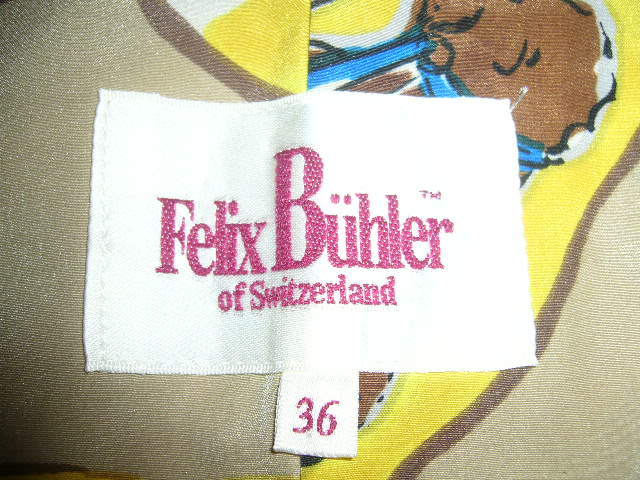 Felix Bühler™
of Switzerland
36